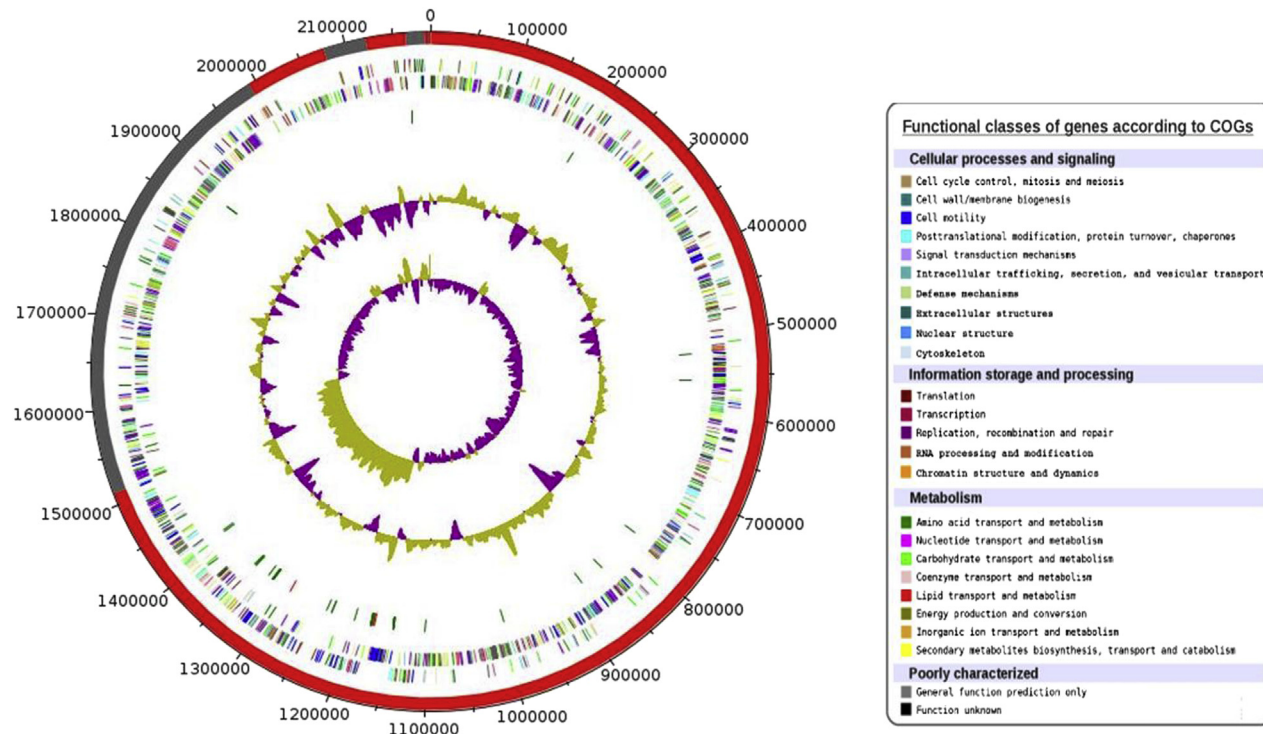 0
100000
200000
300000
400000
500000
600000
700000
800000
900000
1000000
1100000
1200000
1300000
1400000
1500000
1600000
1700000
1800000
1900000
2000000
2100000
Functional classes of genes according to COGs
Cellular processes and signaling
Cell cycle control, mitosis and meiosis
Cell wall/membrane biogenesis
Cell motility
Posttranslational modification, protein turnover, chaperones
Signal transduction mechanisms
Intracellular trafficking, secretion, and vesicular transport
Defense mechanisms
Extracellular structures
Nuclear structure
Cytoskeleton
Information storage and processing
Translation
Transcription
Replication, recombination and repair
RNA processing and modification
Chromatin structure and dynamics
Metabolism
Amino acid transport and metabolism
Nucleotide transport and metabolism
Carbohydrate transport and metabolism
Coenzyme transport and metabolism
Lipid transport and metabolism
Energy production and conversion
Inorganic ion transport and metabolism
Secondary metabolites biosynthesis, transport and catabolism
Poorly characterized
General function prediction only
Function unknown